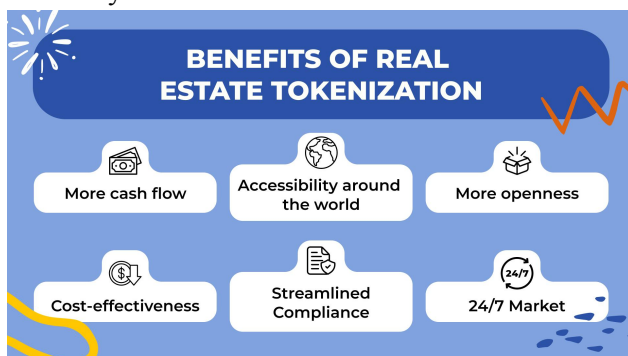 BENEFITS OF REAL
ESTATE TOKENIZATION
More cash flow
Accessibility around
the world
More openness
24/7
Cost-effectiveness
Streamlined
Compliance
24/7 Market